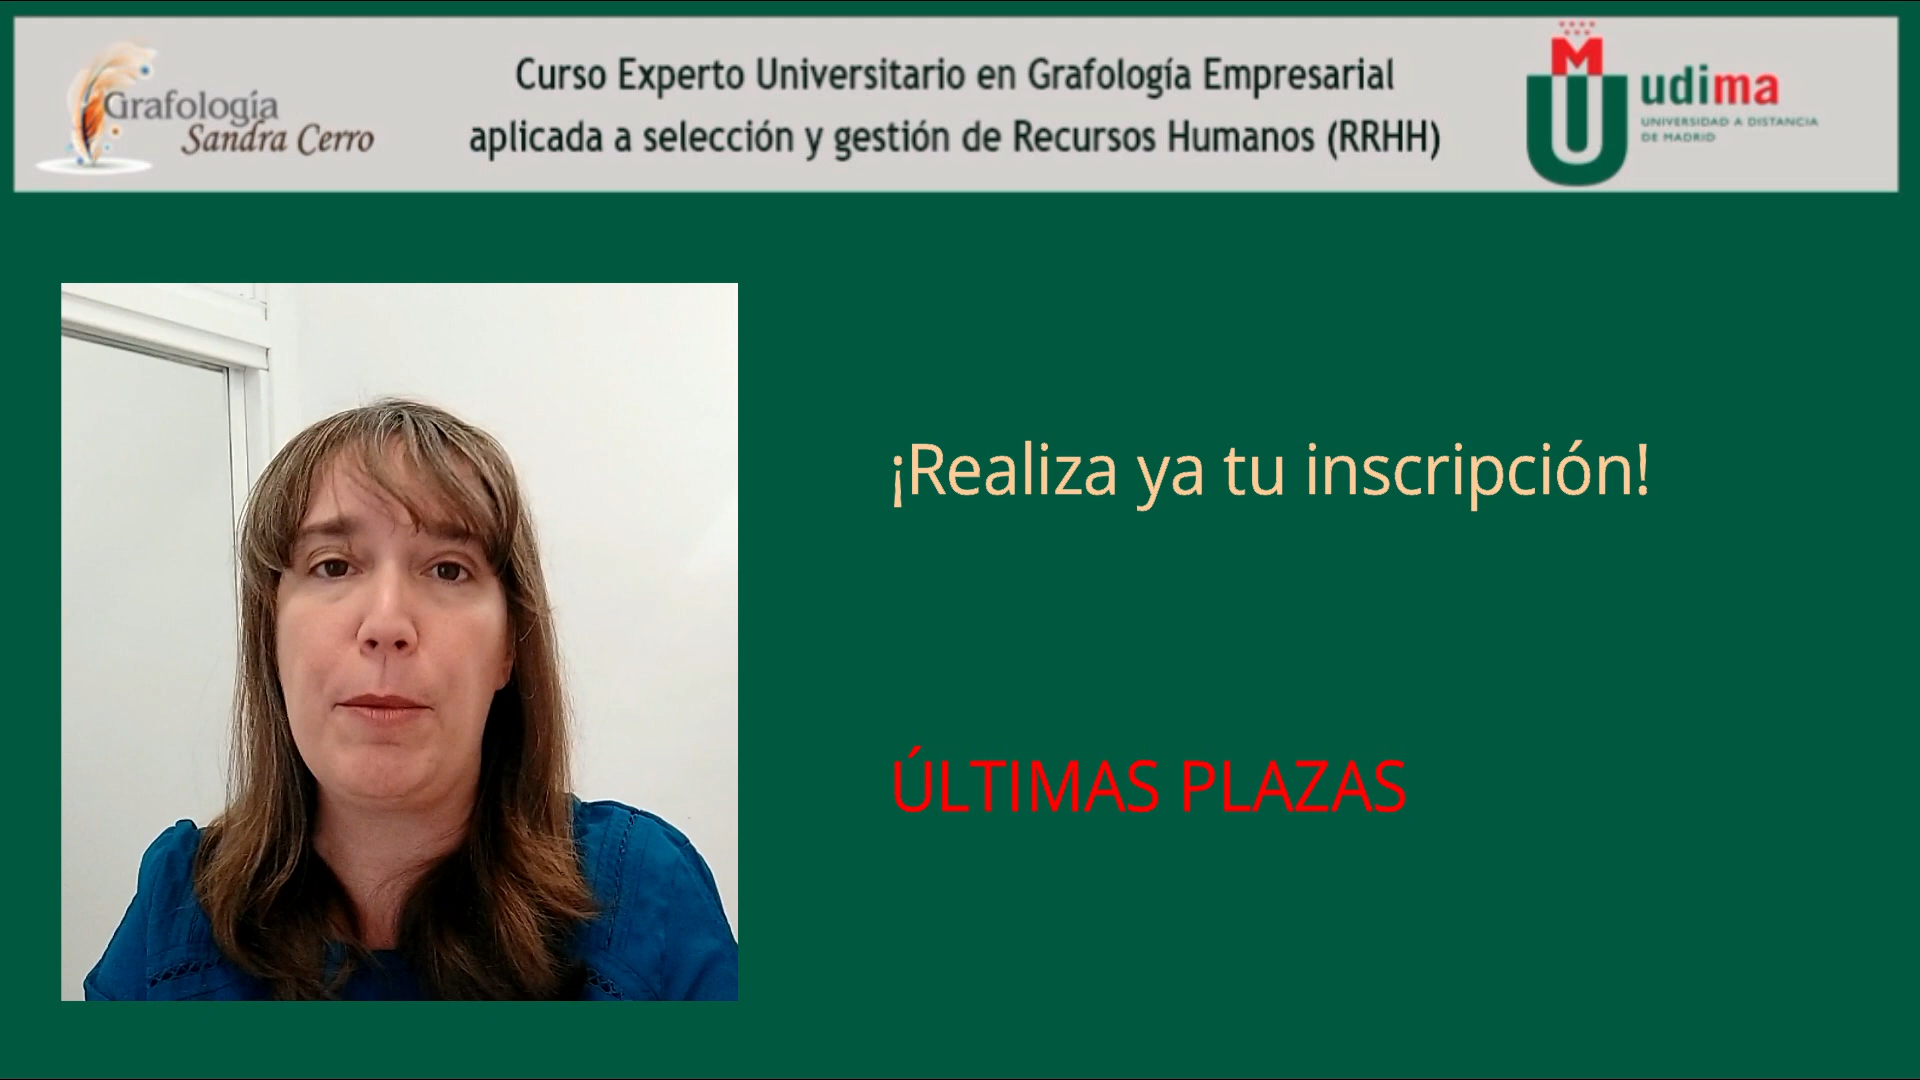 Grafología
Sandra Cerro
Curso Experto Universitario en Grafología Empresarial
aplicada a selección y gestión de Recursos Humanos (RRHH)
M
U
udima
UNIVERSIDAD A DISTANCIA
DE MADRID
¡Realiza ya tu inscripción!
ÚLTIMAS PLAZAS